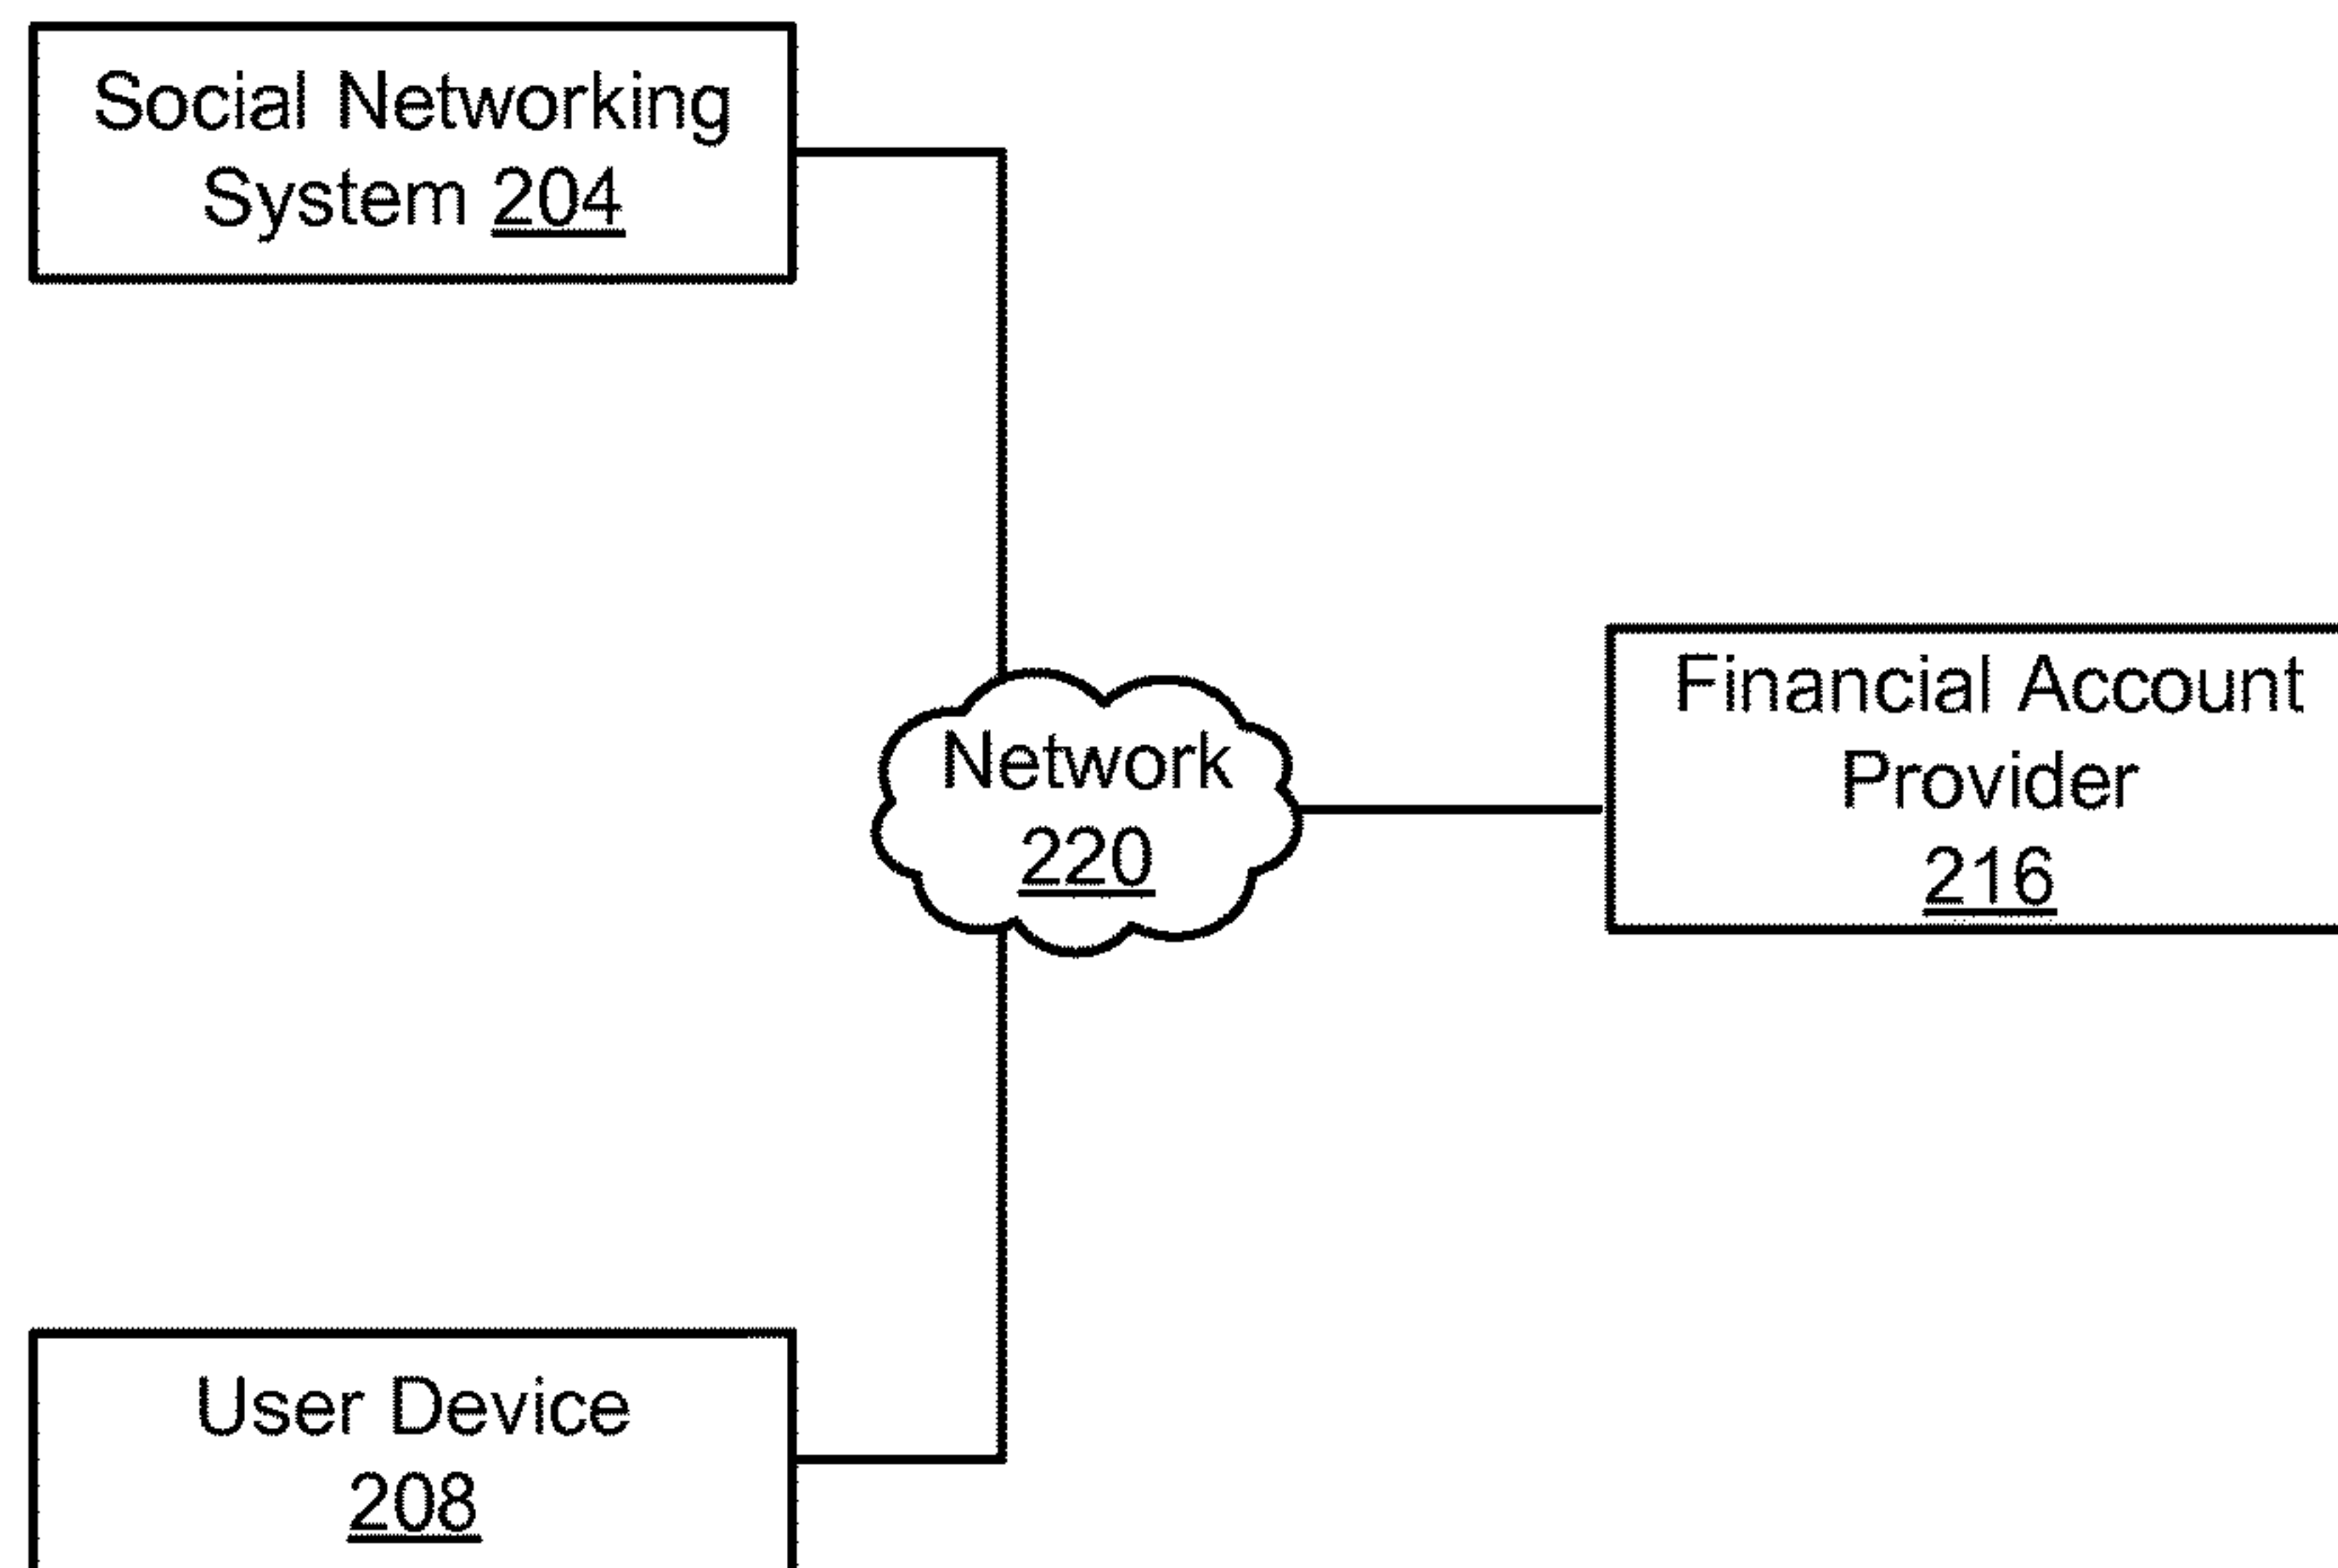 Social Networking
System 204
Network
220
Financial Account
Provider
216
User Device
208